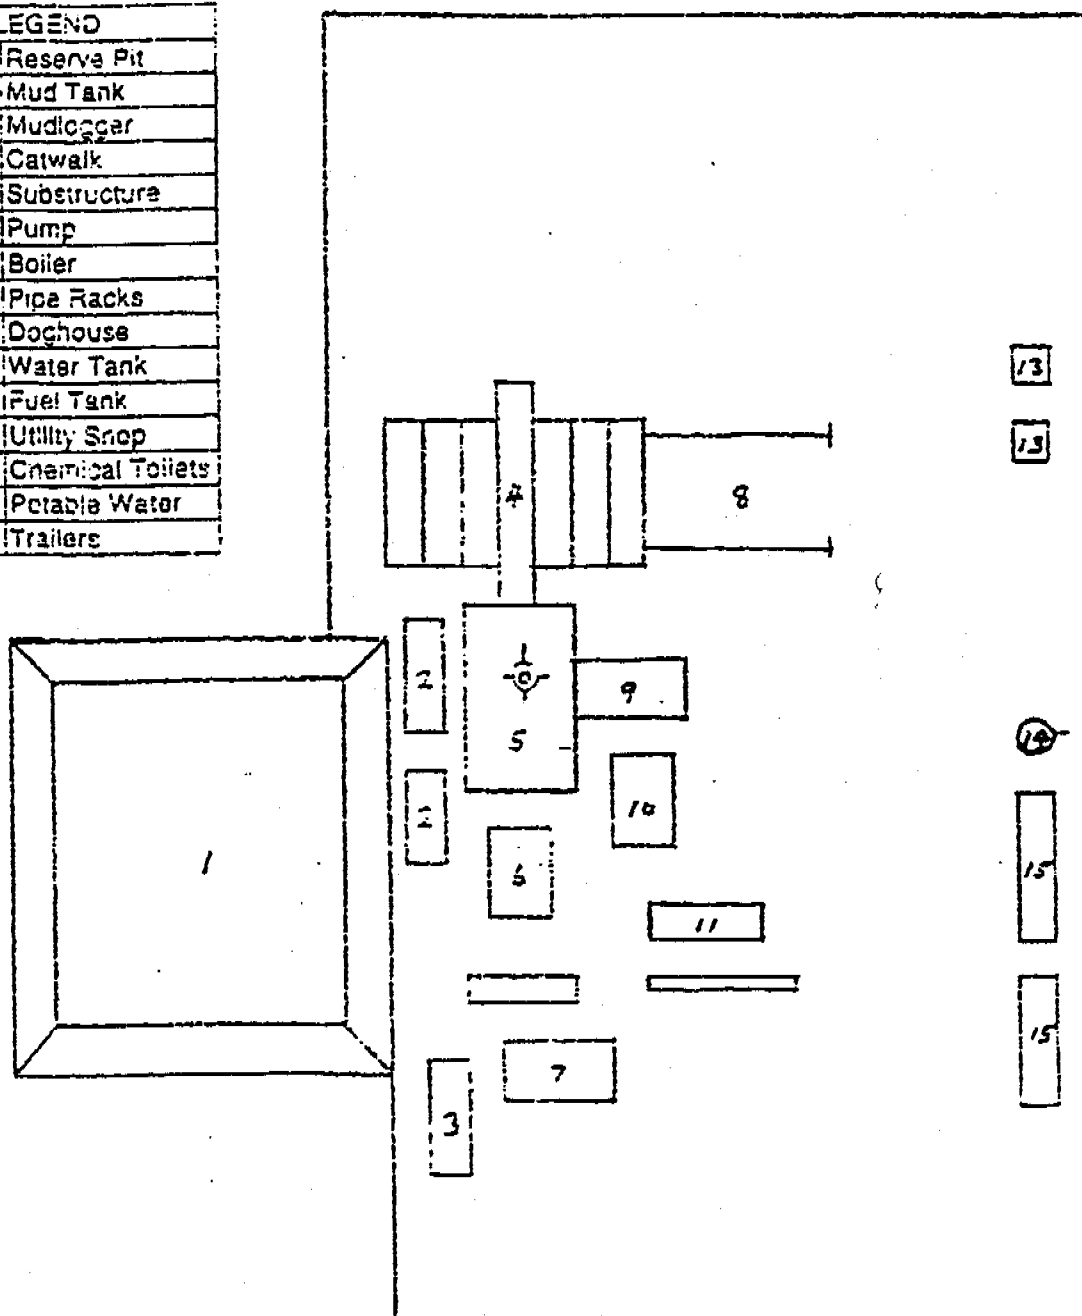 LEGEND
Reserve Pit
Mud Tank
Mudlogger
Catwalk
Substructure
Pump
Boiler
Pipe Racks
Doghouse
Water Tank
Fuel Tank
Utility Shop
Chemical Toilets
Potable Water
Trailers
13
13
4
8
2
9
5
14
2
10
1
6
15
11
15
7
3